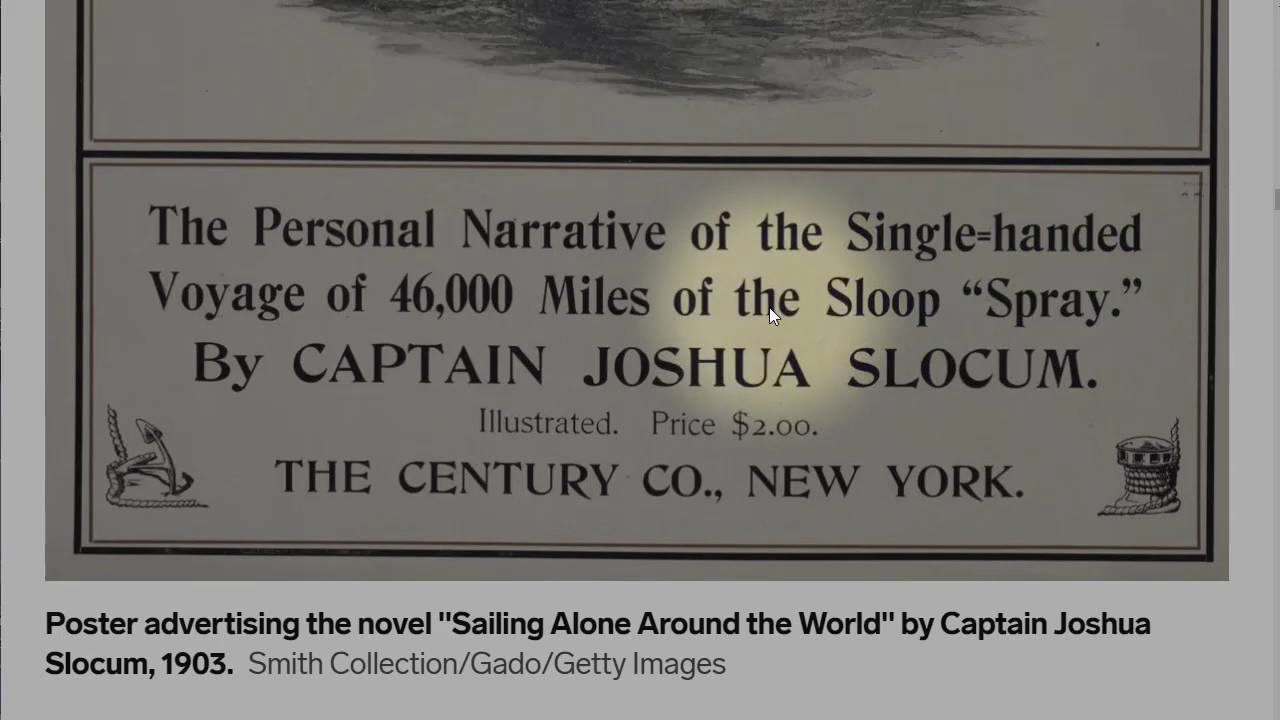 The Personal Narrative of the Single-handed
Voyage of 46,000 Miles of the Sloop “Spray.”
By CAPTAIN JOSHUA SLOCUM.
Illustrated. Price $2.00.
THE CENTURY CO., NEW YORK.
Poster advertising the novel "Sailing Alone Around the World" by Captain Joshua
Slocum, 1903. Smith Collection/Gado/Getty Images